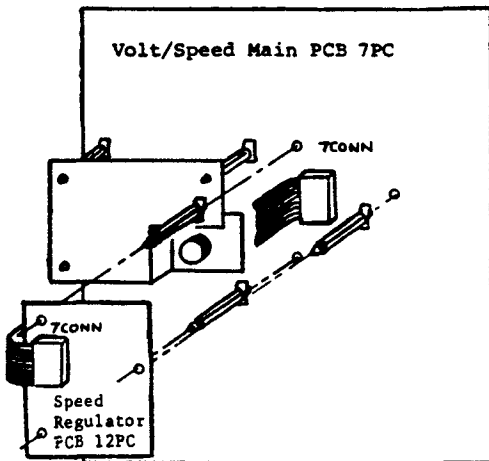 Volt/Speed Main PCB 7PC
7CONN
7CONN
Speed
Regulator
PCB 12PC